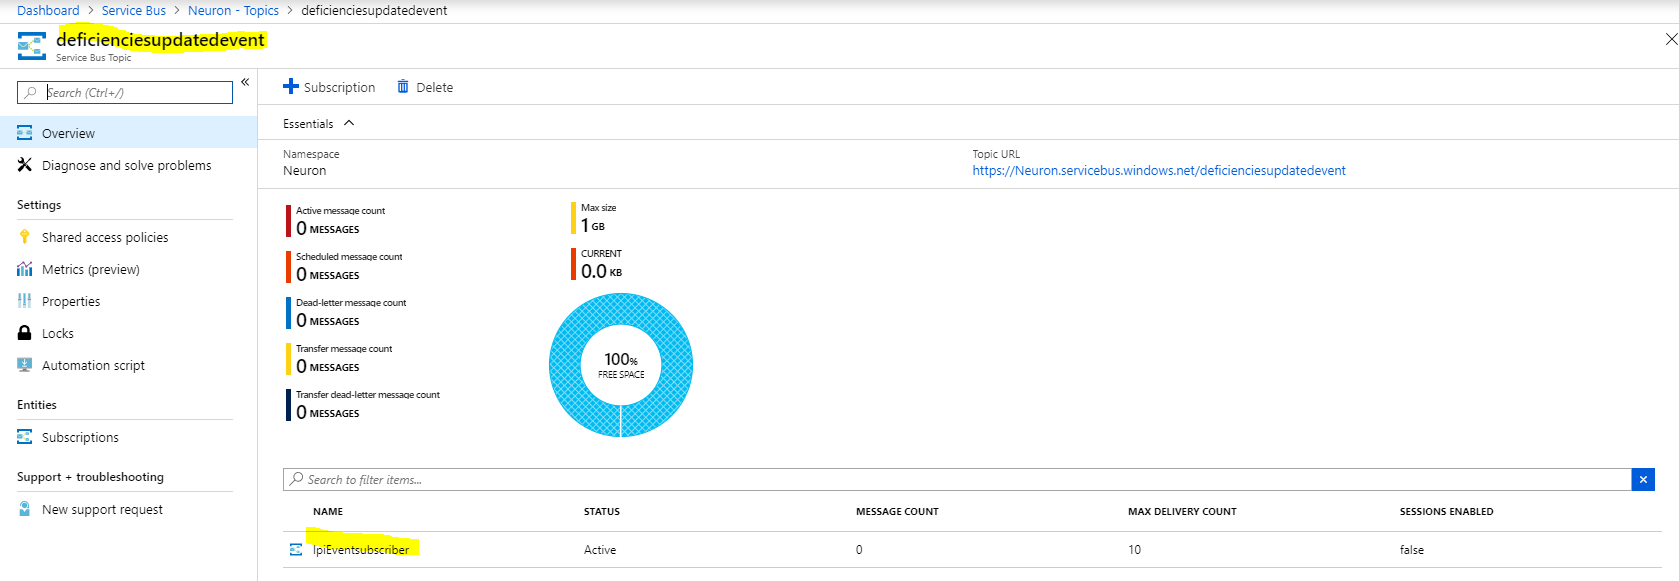 Dashboard > Service Bus > Neuron - Topics > deficienciesupdatedevent
deficienciesupdatedevent
Service Bus Topic
Search (Ctrl+/)
Overview
Diagnose and solve problems
Settings
Shared access policies
Metrics (preview)
Properties
Locks
Automation script
Entities
Subscriptions
Support + troubleshooting
New support request
Subscription Delete
Essentials
Namespace
Neuron
Topic URL
https://Neuron.servicebus.windows.net/deficienciesupdatedevent
Active message count
0 MESSAGES
Scheduled message count
0 MESSAGES
Dead-letter message count
0 MESSAGES
Transfer message count
0 MESSAGES
Transfer dead-letter message count
0 MESSAGES
Max size
1 GB
CURRENT
0.0 KB
100%
FREE SPACE
Search to filter items...
NAME STATUS MESSAGE COUNT MAX DELIVERY COUNT SESSIONS ENABLED
IpiEventsubscriber Active 0 10 false